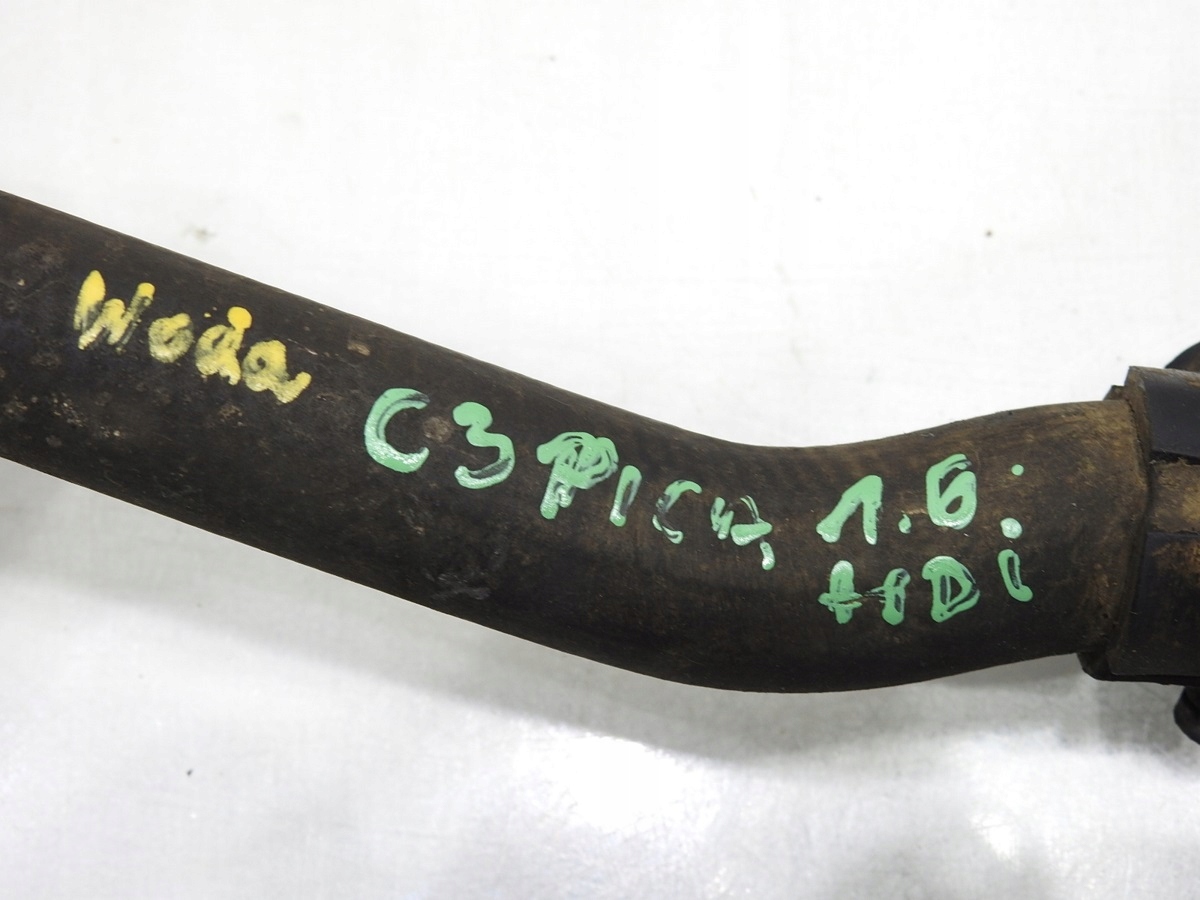 Woda
C3 PICA, 1.6:
HDi